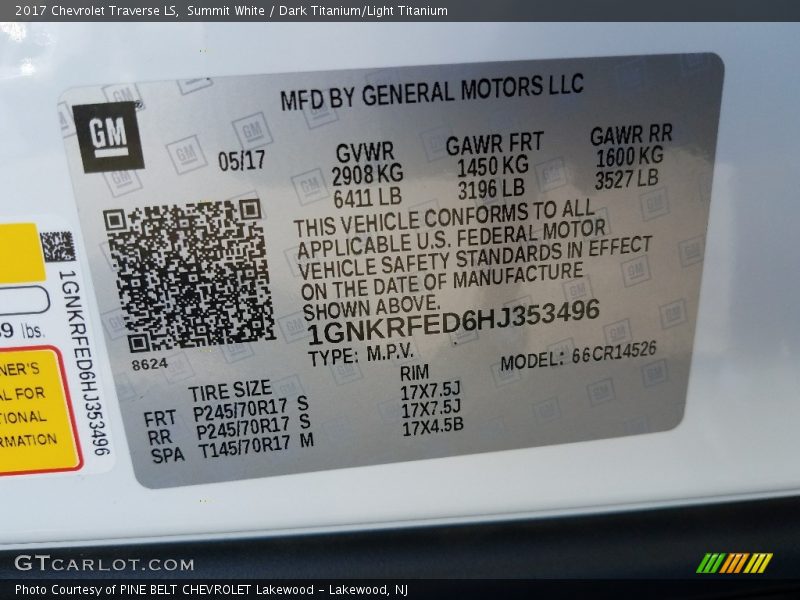 2017 Chevrolet Traverse LS, Summit White / Dark Titanium/Light Titanium
MFD BY GENERAL MOTORS LLC
GM
05/17
GVWR
2908 KG
6411 LB
GAWR FRT
1450 KG
3196 LB
GAWR RR
1600 KG
3527 LB
THIS VEHICLE CONFORMS TO ALL
APPLICABLE U.S. FEDERAL MOTOR
VEHICLE SAFETY STANDARDS IN EFFECT
ON THE DATE OF MANUFACTURE
SHOWN ABOVE.
1GNKRFED6HJ353496
8624
TYPE: M.P.V.
MODEL: 66CR14526
TIRE SIZE RIM
FRT P245/70R17 S 17X7.5J
RR P245/70R17 S 17X7.5J
SPA T145/70R17 M 17X4.5B
1GNKRFED6HJ353496
9 lbs.
NER'S
AL FOR
TIONAL
RMATION
GTCARLOT.COM
Photo Courtesy of PINE BELT CHEVROLET Lakewood - Lakewood, NJ